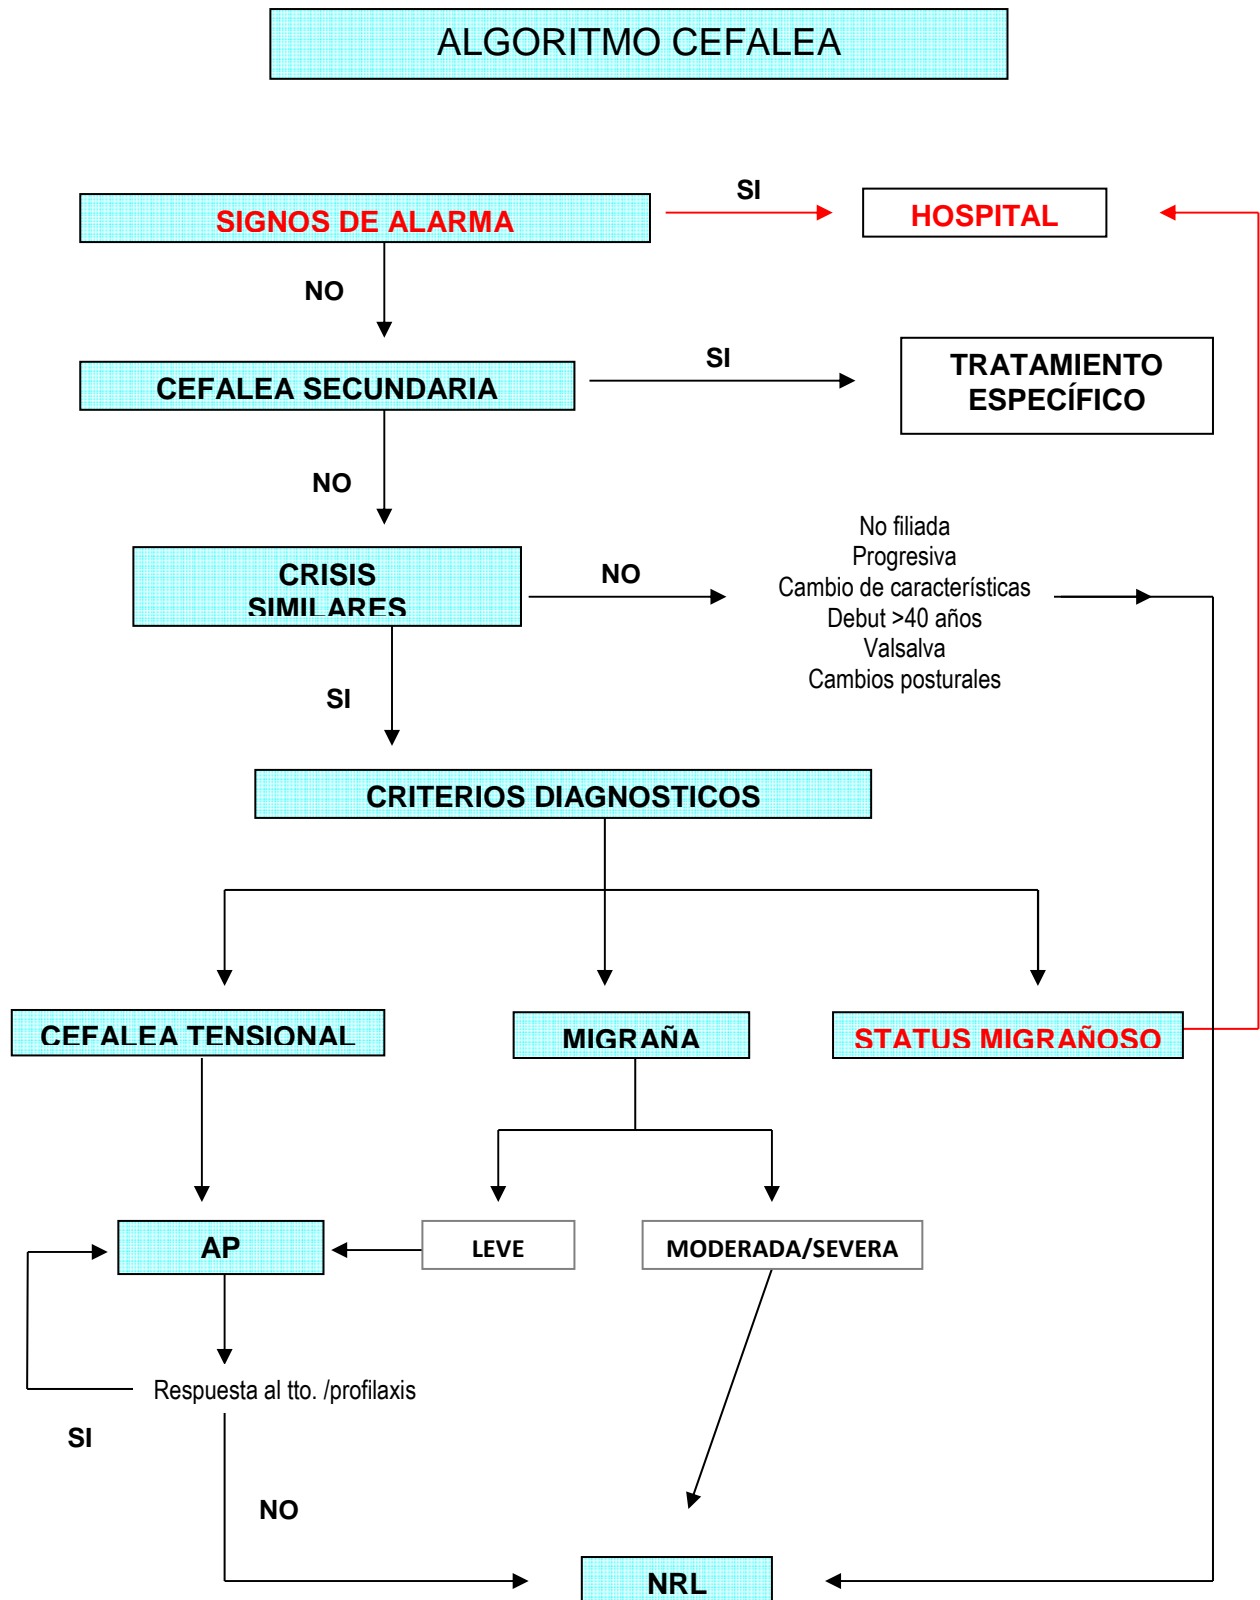 ALGORITMO CEFALEA
SI
SIGNOS DE ALARMA
HOSPITAL
NO
SI
CEFALEA SECUNDARIA
TRATAMIENTO
ESPECÍFICO
NO
CRISIS
SIMILARES
NO
No filiada
Progresiva
Cambio de características
Debut >40 años
Valsalva
Cambios posturales
SI
CRITERIOS DIAGNOSTICOS
CEFALEA TENSIONAL
MIGRAÑA
STATUS MIGRAÑOSO
AP
LEVE
MODERADA/SEVERA
Respuesta al tto. /profilaxis
SI
NO
NRL